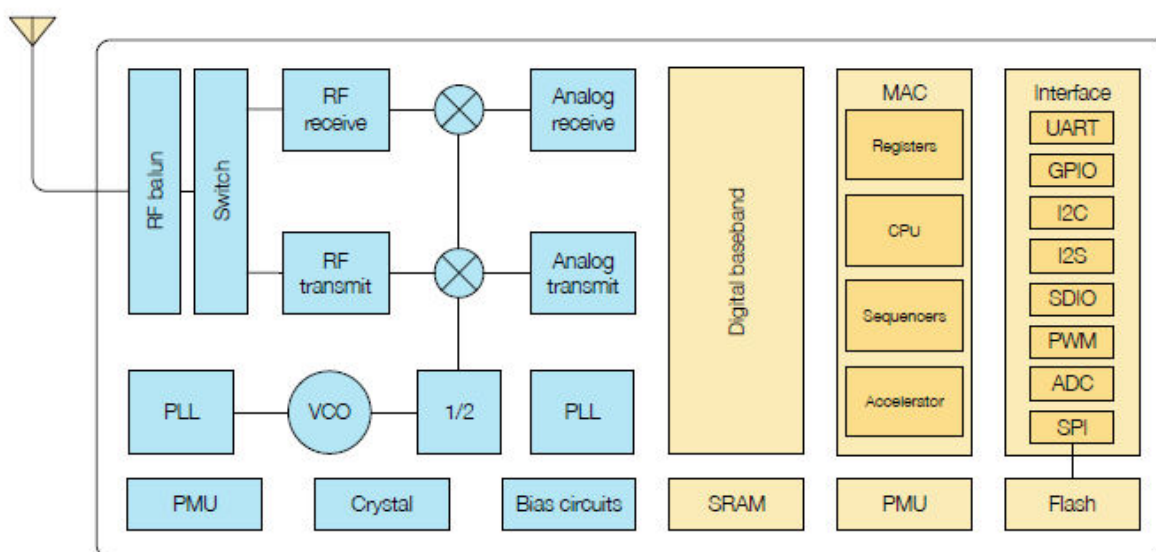 RF balun
Switch
RF
receive
Analog
receive
RF
transmit
Analog
transmit
PLL
VCO
1/2
PLL
PMU
Crystal
Bias circuits
Digital baseband
SRAM
MAC
Registers
CPU
Sequencers
Accelerator
PMU
Interface
UART
GPIO
I2C
I2S
SDIO
PWM
ADC
SPI
Flash